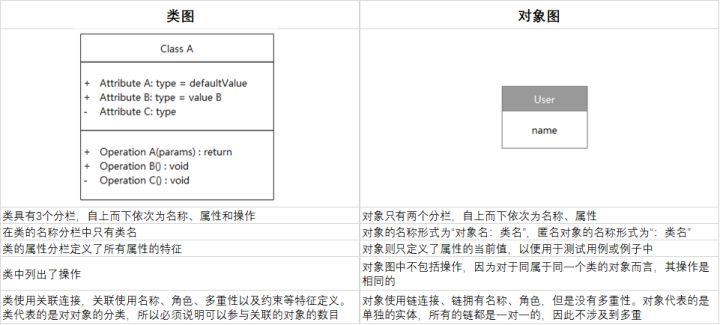 类图
对象图
Class A
+ Attribute A: type = defaultValue
+ Attribute B: type = value B
- Attribute C: type
+ Operation A(params) : return
+ Operation B() : void
- Operation C() : void
User
name
类具有3个分栏，自上而下依次为名称、属性和操作
对象只有两个分栏，自上而下依次为名称、属性
在类的名称分栏中只有类名
对象的名称形式为“对象名：类名”，匿名对象的名称形式为“：类名”
类的属性分栏定义了所有属性的特征
对象则只定义了属性的当前值，以便用于测试用例或例子中
类中列出了操作
对象图中不包括操作，因为对于同属于同一个类的对象而言，其操作是
相同的
类使用关联连接，关联使用名称、角色、多重性以及约束等特征定义。
类代表的是对对象的分类，所以必须说明可以参与关联的对象的数目
对象使用链连接、链拥有名称、角色，但是没有多重性。对象代表的是
单独的实体，所有的链都是一对一的，因此不涉及到多重